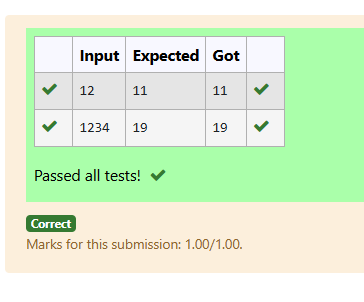 Input Expected Got
12 11 11
1234 19 19
Passed all tests!
Correct
Marks for this submission: 1.00/1.00.